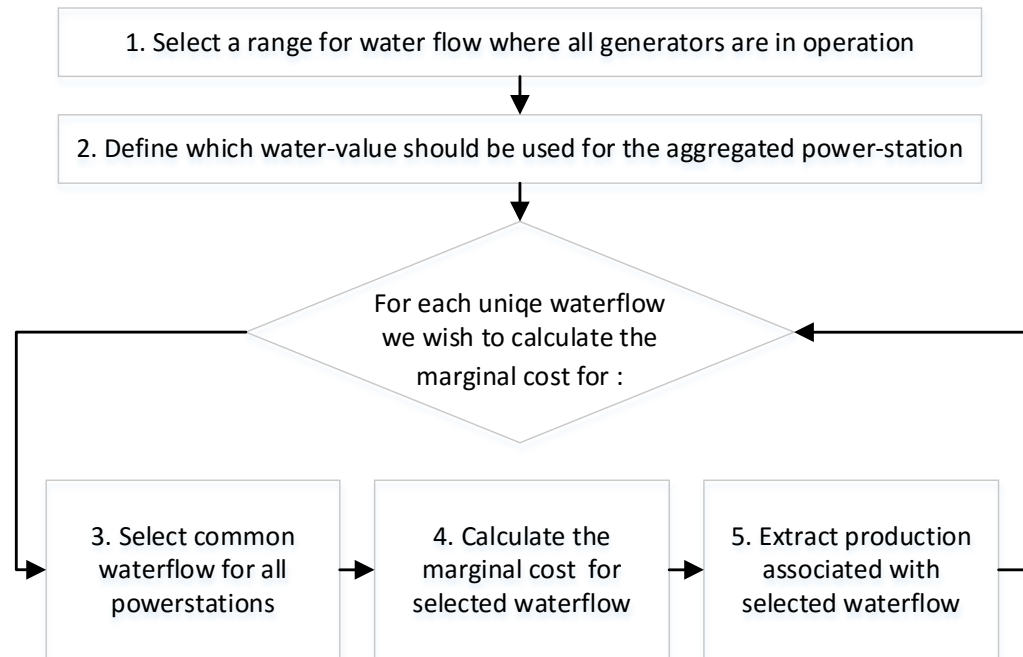 1. Select a range for water flow where all generators are in operation
2. Define which water-value should be used for the aggregated power-station
For each uniqe waterflow
we wish to calculate the
marginal cost for :
3. Select common
waterflow for all
powerstations
4. Calculate the
marginal cost for
selected waterflow
5. Extract production
associated with
selected waterflow